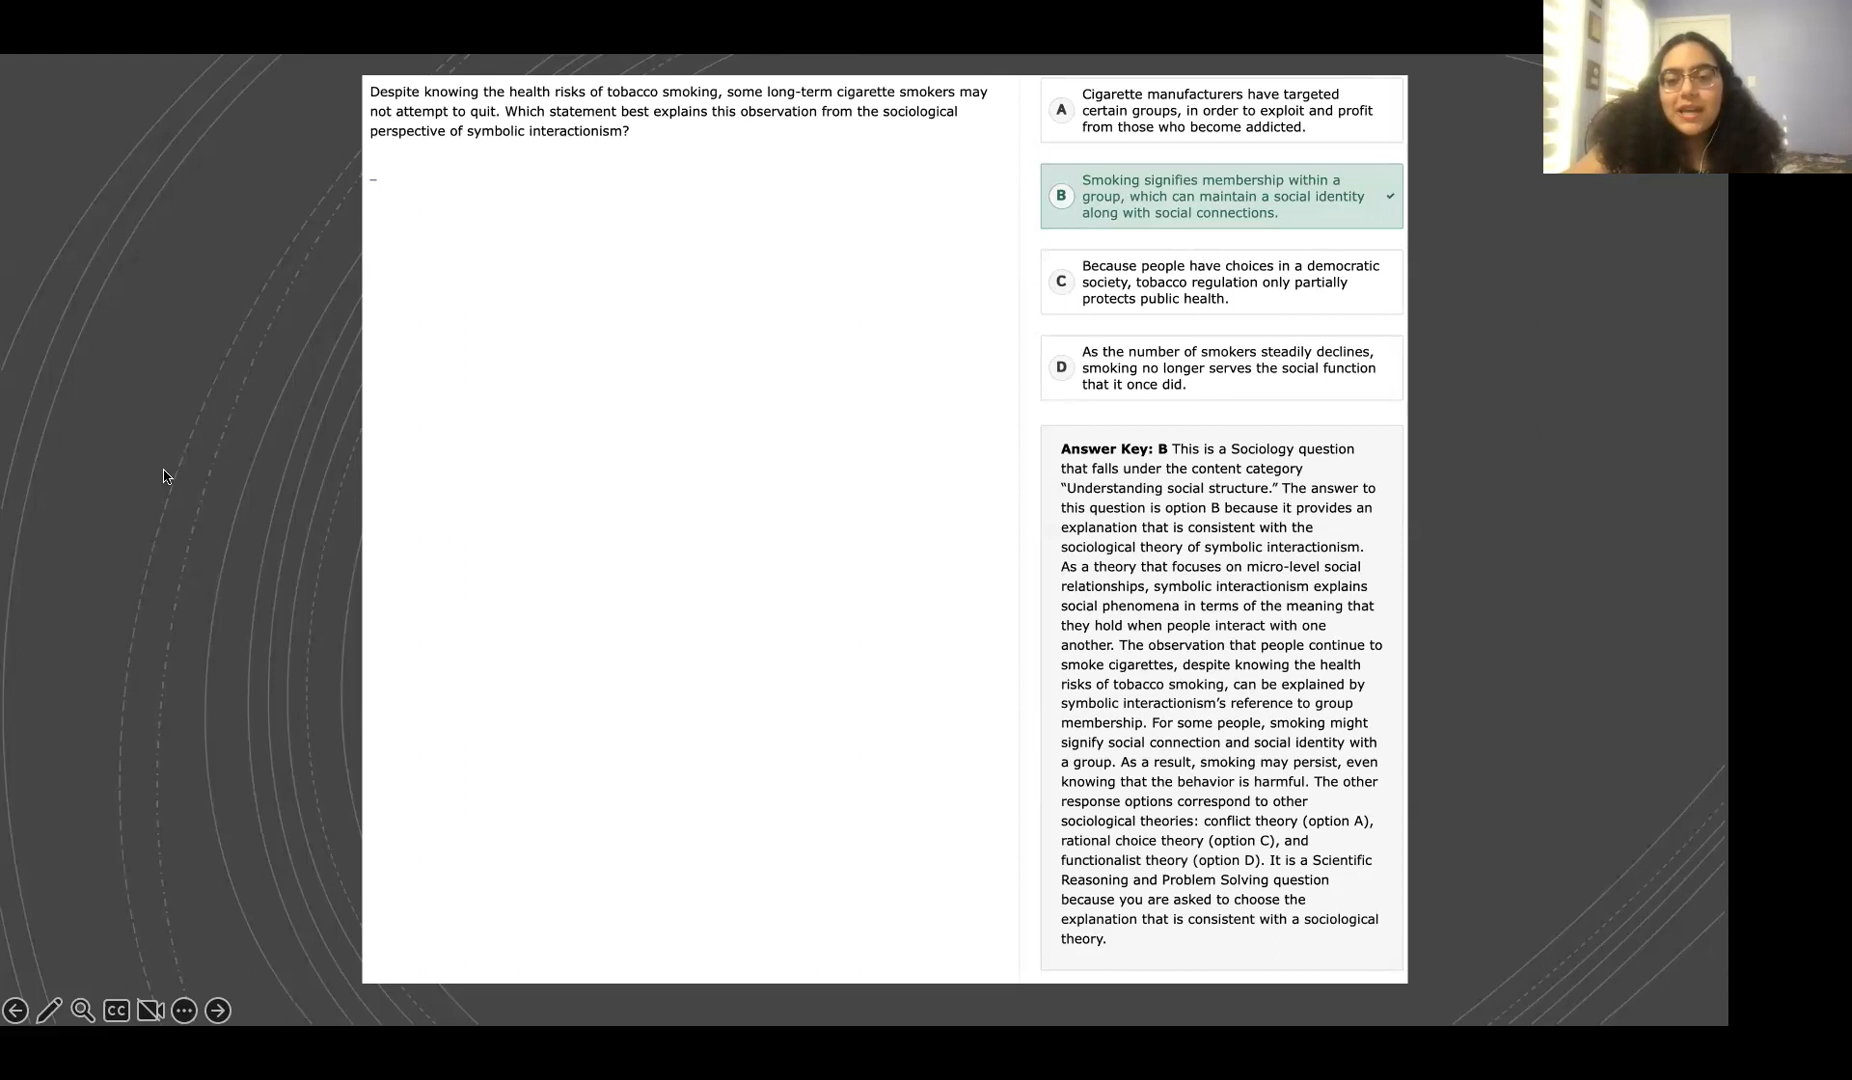 Despite knowing the health risks of tobacco smoking, some long-term cigarette smokers may
not attempt to quit. Which statement best explains this observation from the sociological
perspective of symbolic interactionism?
_
A
Cigarette manufacturers have targeted
certain groups, in order to exploit and profit
from those who become addicted.
B
Smoking signifies membership within a
group, which can maintain a social identity
along with social connections.
C
Because people have choices in a democratic
society, tobacco regulation only partially
protects public health.
D
As the number of smokers steadily declines,
smoking no longer serves the social function
that it once did.
Answer Key: B This is a Sociology question
that falls under the content category
“Understanding social structure.” The answer to
this question is option B because it provides an
explanation that is consistent with the
sociological theory of symbolic interactionism.
As a theory that focuses on micro-level social
relationships, symbolic interactionism explains
social phenomena in terms of the meaning that
they hold when people interact with one
another. The observation that people continue to
smoke cigarettes, despite knowing the health
risks of tobacco smoking, can be explained by
symbolic interactionism’s reference to group
membership. For some people, smoking might
signify social connection and social identity with
a group. As a result, smoking may persist, even
knowing that the behavior is harmful. The other
response options correspond to other
sociological theories: conflict theory (option A),
rational choice theory (option C), and
functionalist theory (option D). It is a Scientific
Reasoning and Problem Solving question
because you are asked to choose the
explanation that is consistent with a sociological
theory.
CC